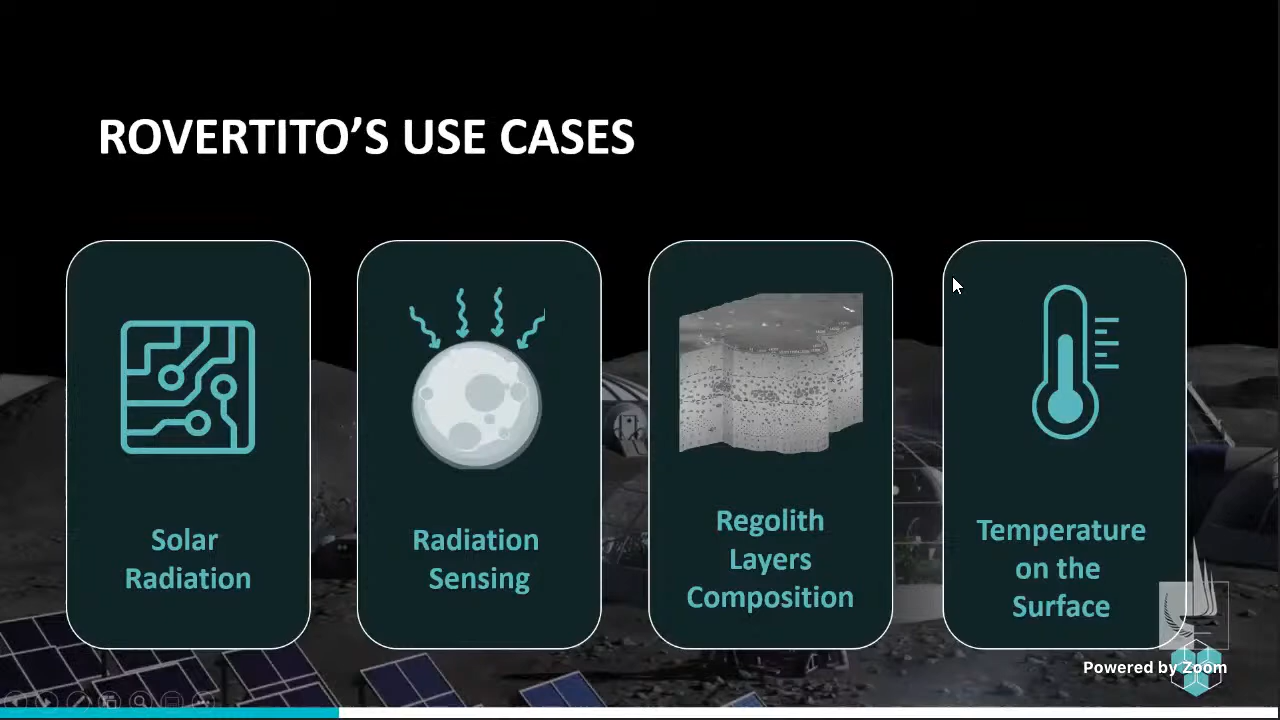 ROVERTITO'S USE CASES
Solar
Radiation
Radiation
Sensing
Regolith
Layers
Composition
Temperature
on the
Surface
Powered by Zoom